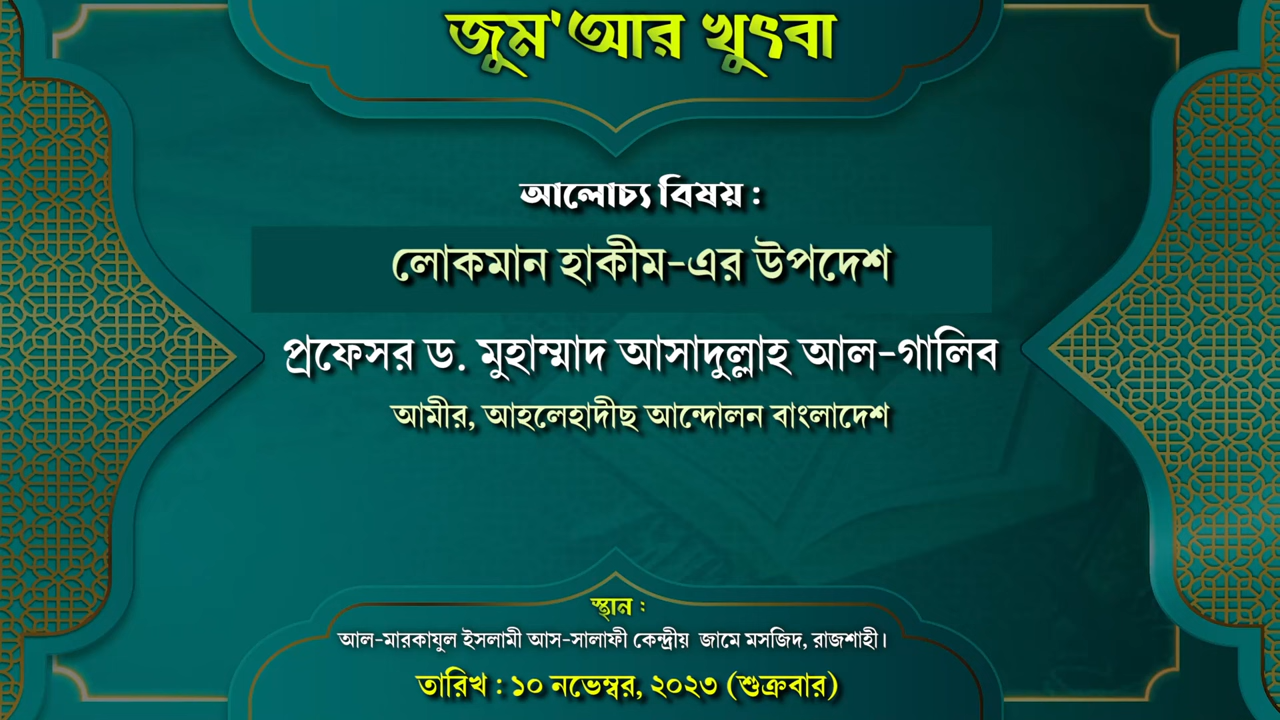 জুম'আর খুৎবা
আলোচ্য বিষয় :
লোকমান হাকীম-এর উপদেশ
প্রফেসর ড. মুহাম্মাদ আসাদুল্লাহ আল-গালিব
আমীর, আহলেহাদীছ আন্দোলন বাংলাদেশ
স্থান :
আল-মারকাযুল ইসলামী আস-সালাফী কেন্দ্রীয় জামে মসজিদ, রাজশাহী।
তারিখ : ১০ নভেম্বর, ২০২৩ (শুক্রবার)